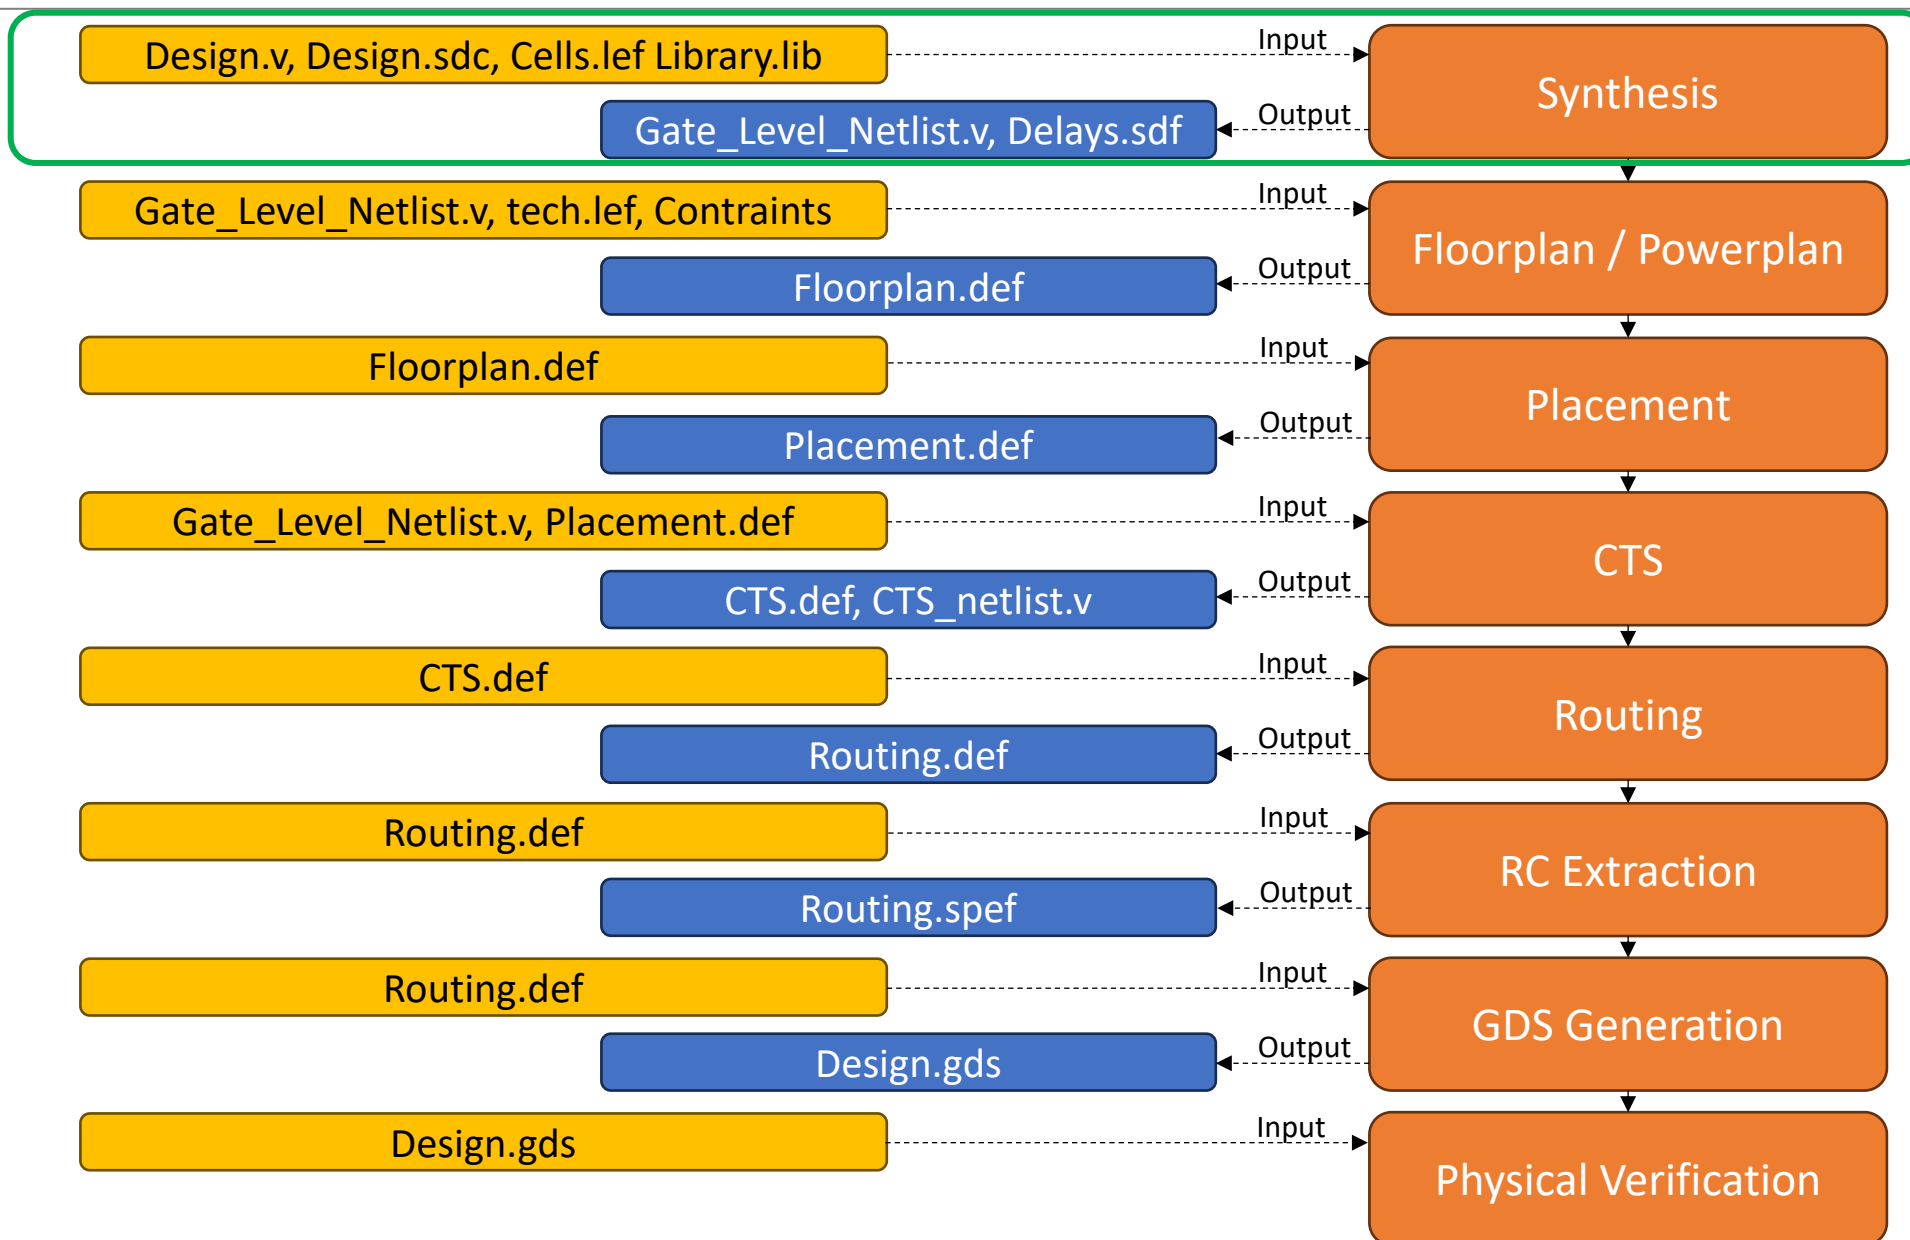 Design.v, Design.sdc, Cells.lef Library.lib
Input
Synthesis
Gate_Level_Netlist.v, Delays.sdf
Output
Gate_Level_Netlist.v, tech.lef, Contraints
Input
Floorplan / Powerplan
Floorplan.def
Output
Floorplan.def
Input
Placement
Placement.def
Output
Gate_Level_Netlist.v, Placement.def
Input
CTS
CTS.def, CTS_netlist.v
Output
CTS.def
Input
Routing
Routing.def
Output
Routing.def
Input
RC Extraction
Routing.spef
Output
Routing.def
Input
GDS Generation
Design.gds
Output
Design.gds
Input
Physical Verification